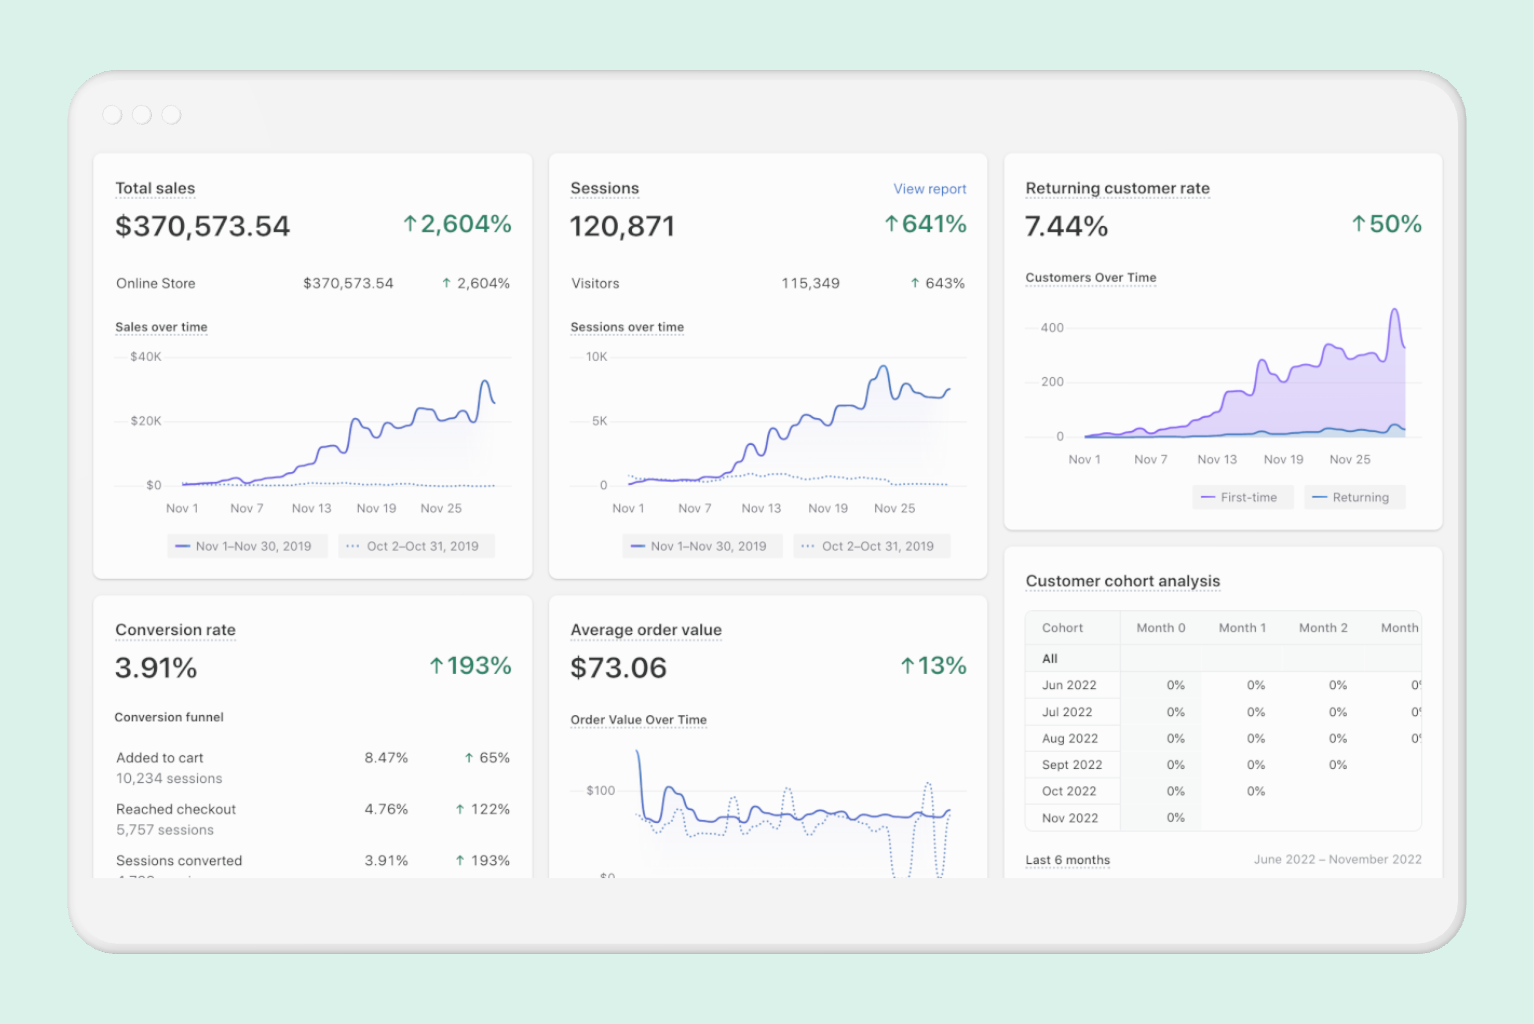 Total sales
$370,573.54 ↑2,604%
Online Store $370,573.54 ↑ 2,604%
Sales over time
$40K
$20K
$0
Nov 1 Nov 7 Nov 13 Nov 19 Nov 25
Nov 1–Nov 30, 2019 Oct 2–Oct 31, 2019
Sessions View report
120,871 ↑641%
Visitors 115,349 ↑ 643%
Sessions over time
10K
5K
0
Nov 1 Nov 7 Nov 13 Nov 19 Nov 25
Nov 1–Nov 30, 2019 Oct 2–Oct 31, 2019
Returning customer rate
7.44% ↑50%
Customers Over Time
400
200
0
Nov 1 Nov 7 Nov 13 Nov 19 Nov 25
First-time Returning
Conversion rate
3.91% ↑193%
Conversion funnel
Added to cart 8.47% ↑ 65%
10,234 sessions
Reached checkout 4.76% ↑ 122%
5,757 sessions
Sessions converted 3.91% ↑ 193%
Average order value
$73.06 ↑13%
Order Value Over Time
$100
$0
Customer cohort analysis
Cohort Month 0 Month 1 Month 2 Month
All
Jun 2022 0% 0% 0% 0
Jul 2022 0% 0% 0% 0
Aug 2022 0% 0% 0% 0
Sept 2022 0% 0% 0%
Oct 2022 0% 0%
Nov 2022 0%
Last 6 months June 2022 – November 2022